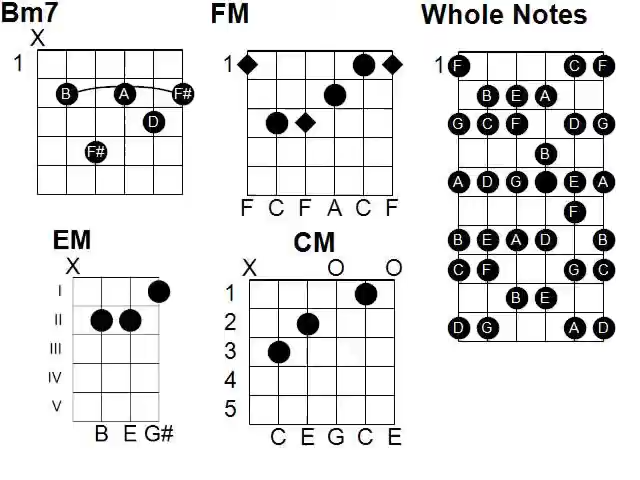 Bm7
X
1
B A F#
D
F#
FM
1
F C F A C F
Whole Notes
1 F C F
B E A
G C F D G
B
A D G E A
F
B E A D B
C F G C
B E
D G A D
EM
X
I
II
III
IV
V
B E G#
CM
X O O
1
2
3
4
5
C E G C E